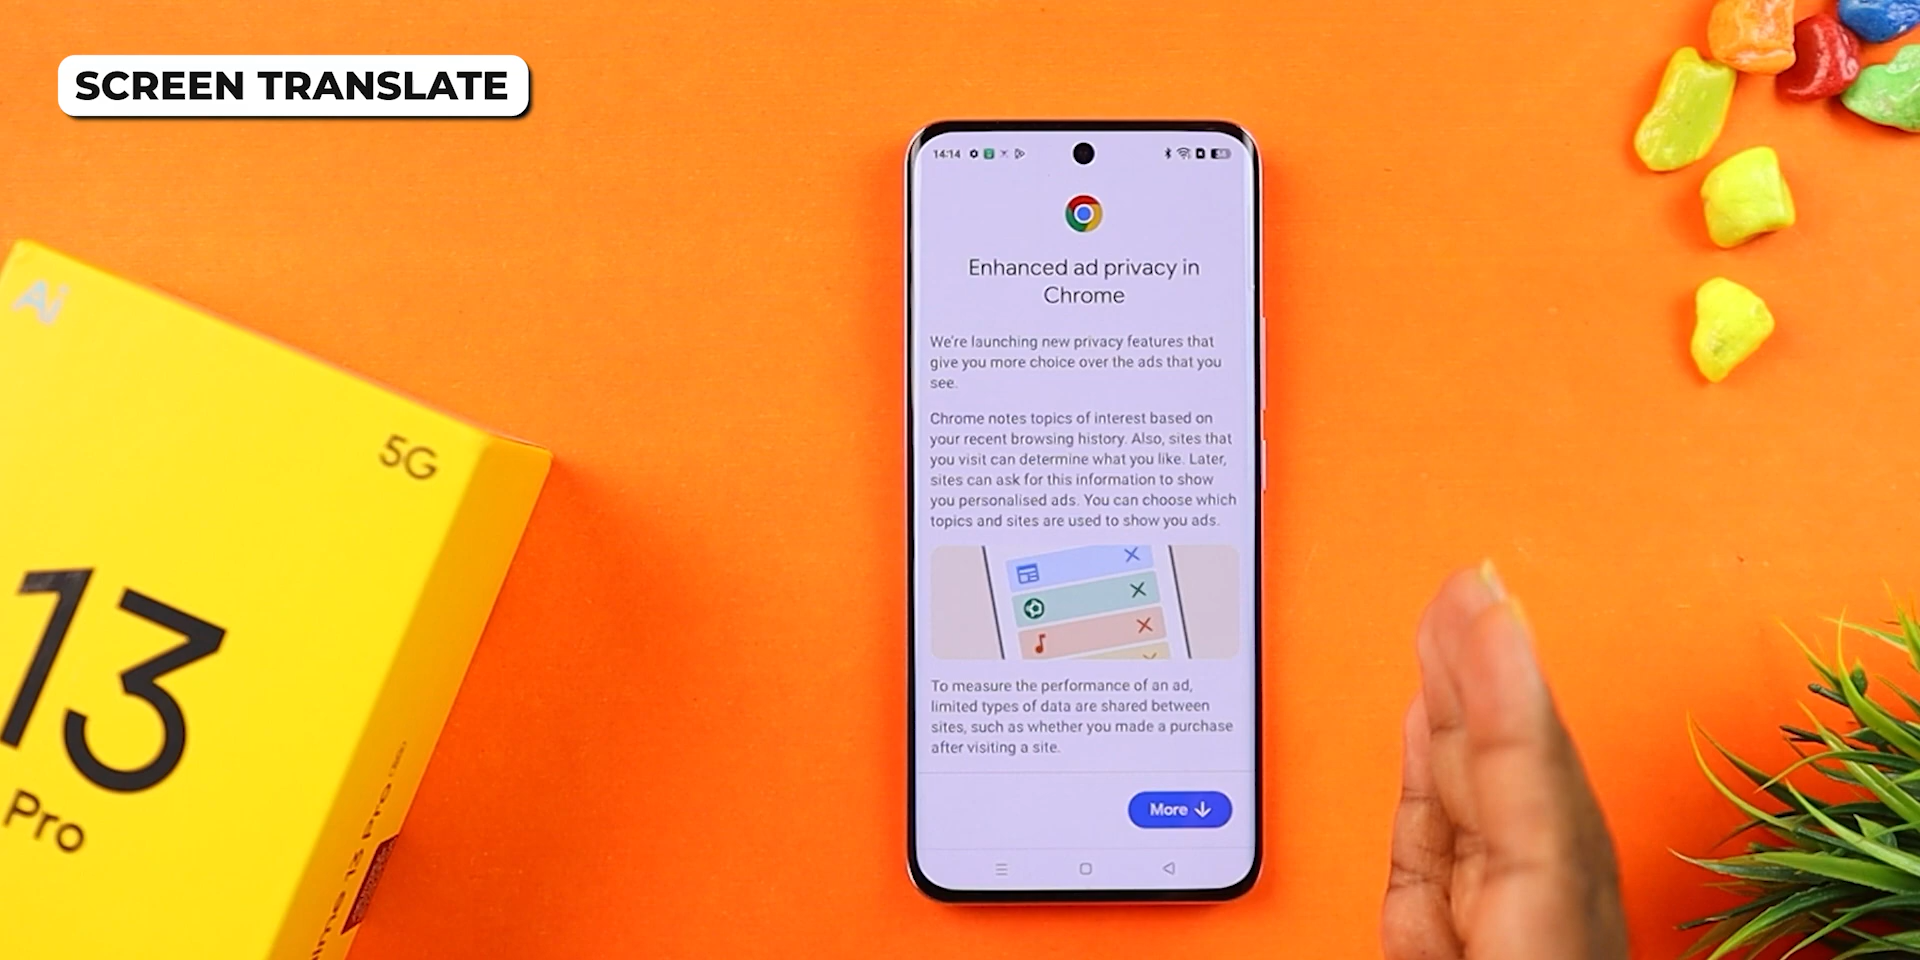 SCREEN TRANSLATE
14:14
Enhanced ad privacy in
Chrome
We're launching new privacy features that
give you more choice over the ads that you
see.
Chrome notes topics of interest based on
your recent browsing history. Also, sites that
you visit can determine what you like. Later,
sites can ask for this information to show
you personalised ads. You can choose which
topics and sites are used to show you ads.
To measure the performance of an ad,
limited types of data are shared between
sites, such as whether you made a purchase
after visiting a site.
More
Ai
5G
13
Pro
13 Pro